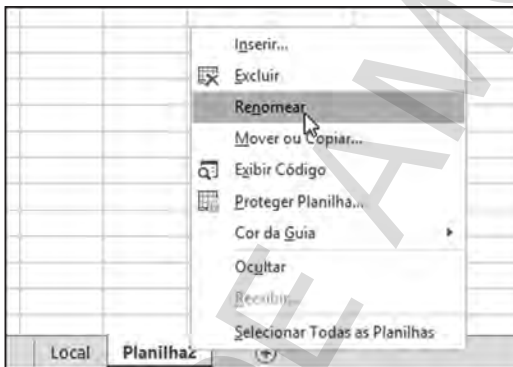 Inserir...
Excluir
Renomear
Mover ou Copiar...
Exibir Código
Proteger Planilha...
Cor da Guia
Ocultar
Reexibir...
Selecionar Todas as Planilhas
Local Planilha2